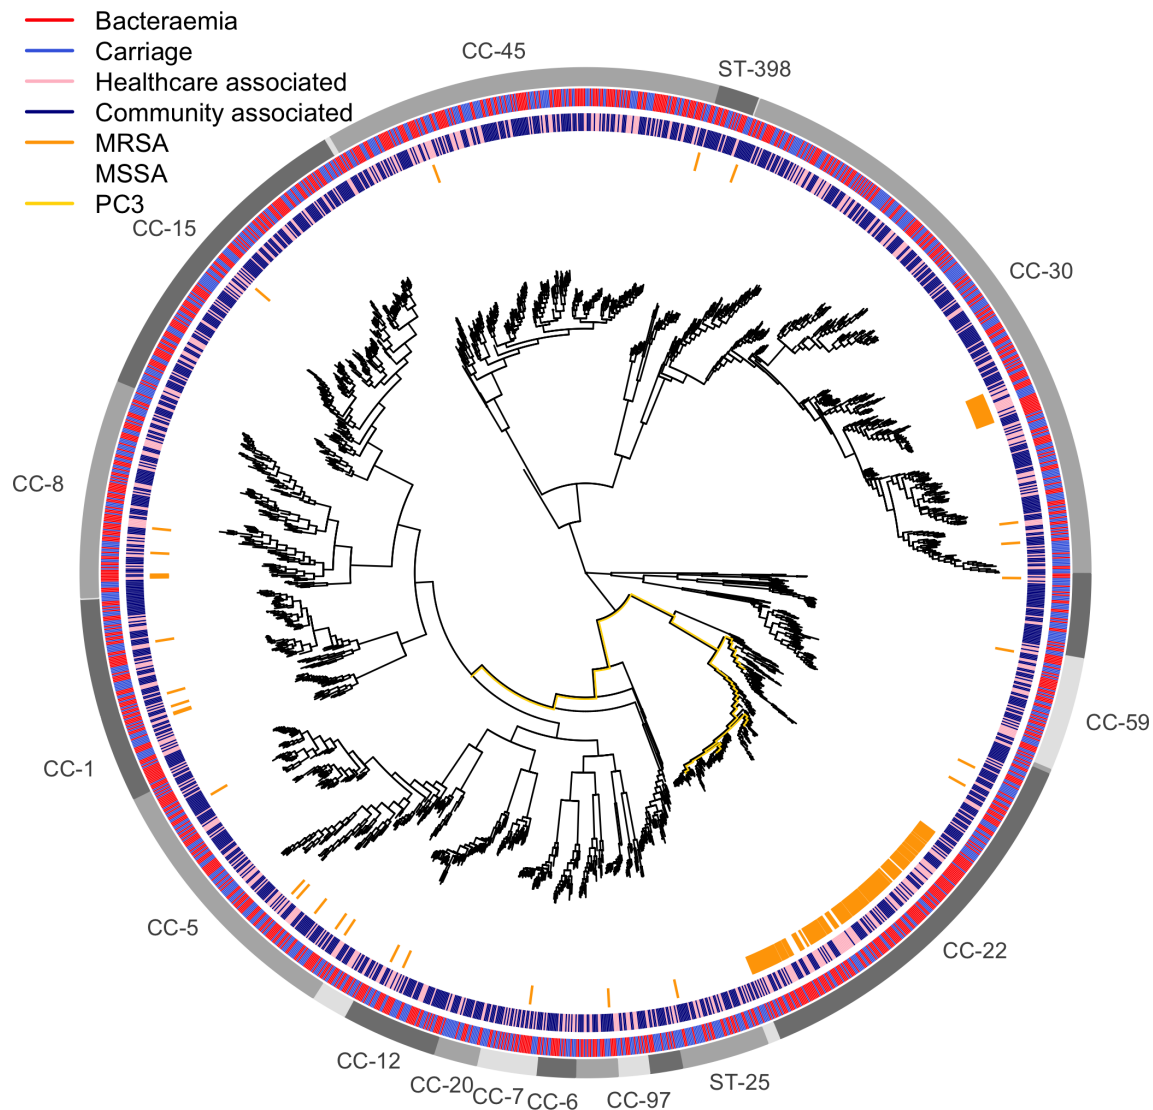 Bacteraemia
Carriage
Healthcare associated
Community associated
MRSA
MSSA
PC3
CC-45
ST-398
CC-15
CC-30
CC-8
CC-59
CC-1
CC-5
CC-22
CC-12
CC-20
CC-7
CC-6
CC-97
ST-25